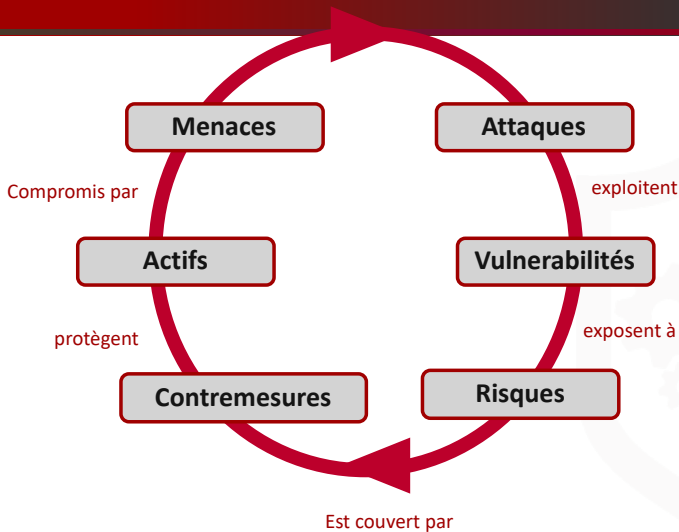 Menaces
Attaques
Compromis par
exploitent
Actifs
Vulnerabilités
protègent
exposent à
Contremesures
Risques
Est couvert par